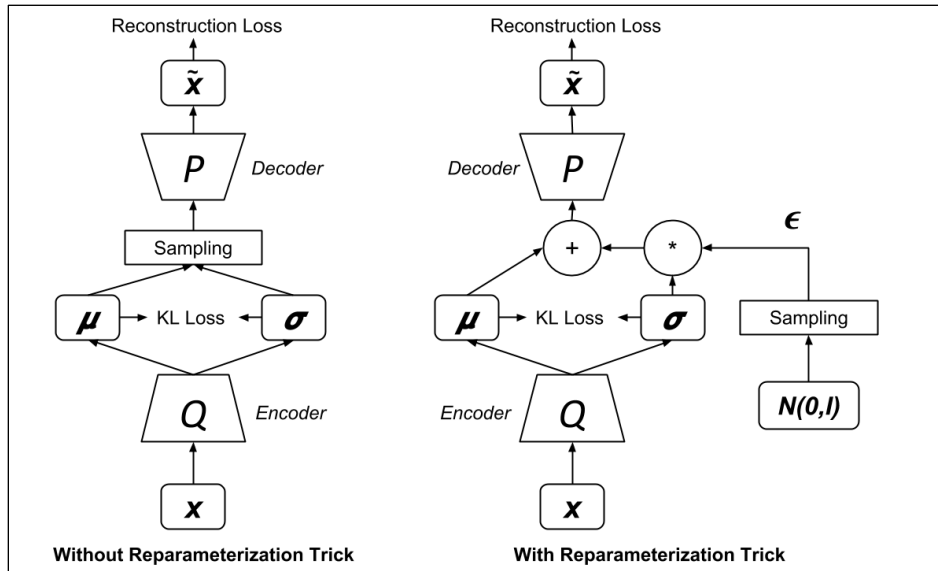 Reconstruction Loss
x̃
P
Decoder
Sampling
μ
KL Loss
σ
Q
Encoder
x
Without Reparameterization Trick
Reconstruction Loss
x̃
P
Decoder
ϵ
+
*
μ
KL Loss
σ
Sampling
Q
Encoder
N(0,I)
x
With Reparameterization Trick